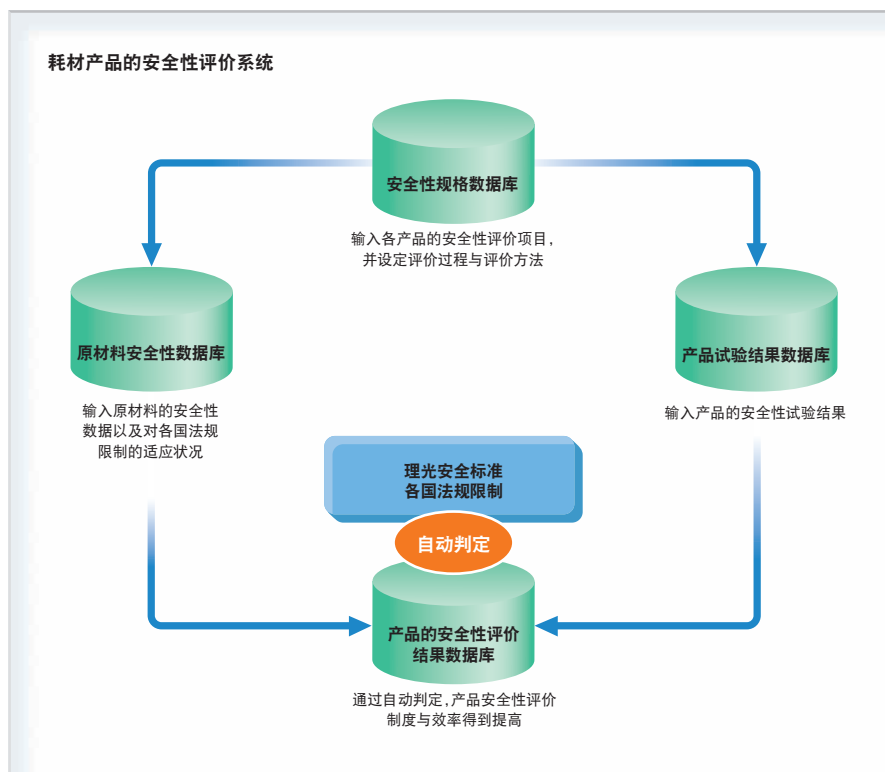 耗材产品的安全性评价系统
安全性规格数据库
输入各产品的安全性评价项目，
并设定评价过程与评价方法
原材料安全性数据库
输入原材料的安全性
数据以及对各国法规
限制的适应状况
产品试验结果数据库
输入产品的安全性试验结果
理光安全标准
各国法规限制
自动判定
产品的安全性评价
结果数据库
通过自动判定，产品安全性评价
制度与效率得到提高